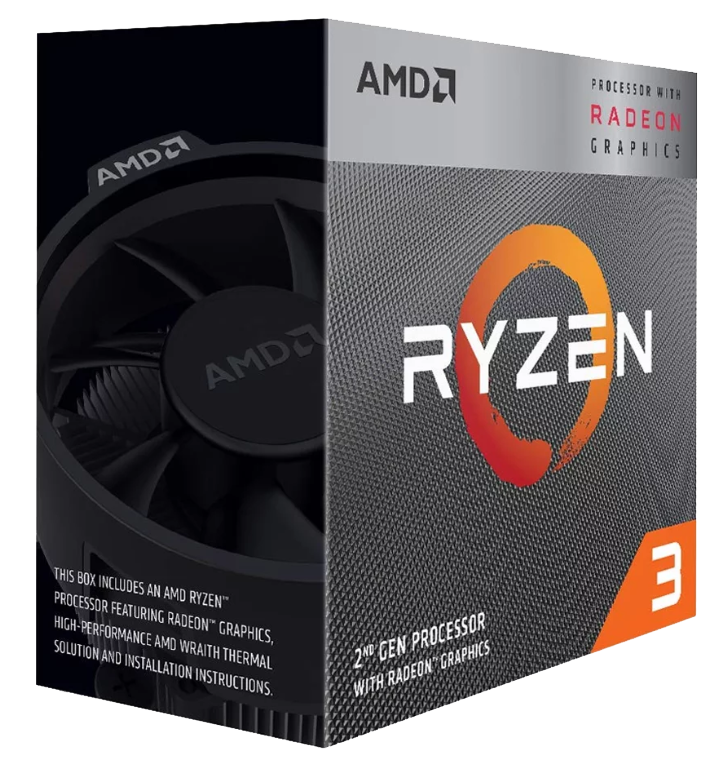 AMD
AMD
THIS BOX INCLUDES AN AMD RYZEN™
PROCESSOR FEATURING RADEON™ GRAPHICS,
HIGH-PERFORMANCE AMD WRAITH THERMAL
SOLUTION AND INSTALLATION INSTRUCTIONS.
AMD
PROCESSOR WITH
RADEON
GRAPHICS
RYZEN
3
2ND GEN PROCESSOR
WITH RADEON™ GRAPHICS